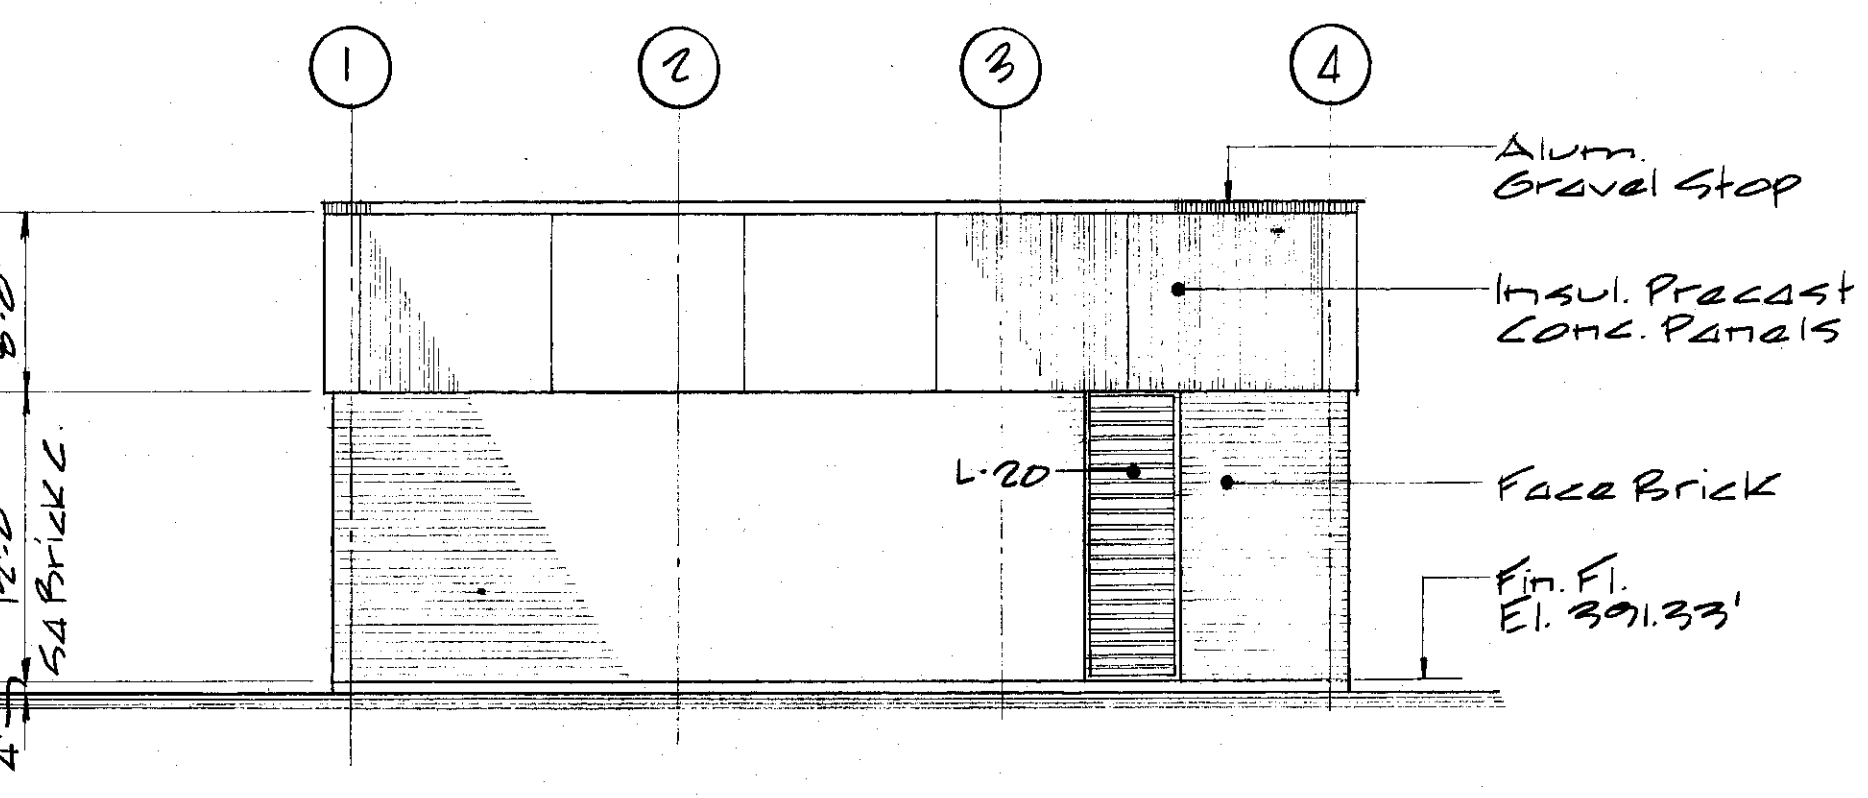 1
2
3
4
Alum.
Gravel Stop
Insul. Precast
Conc. Panels
L-20
Face Brick
Fin. Fl.
El. 391.33'
54 Brick C.
4"